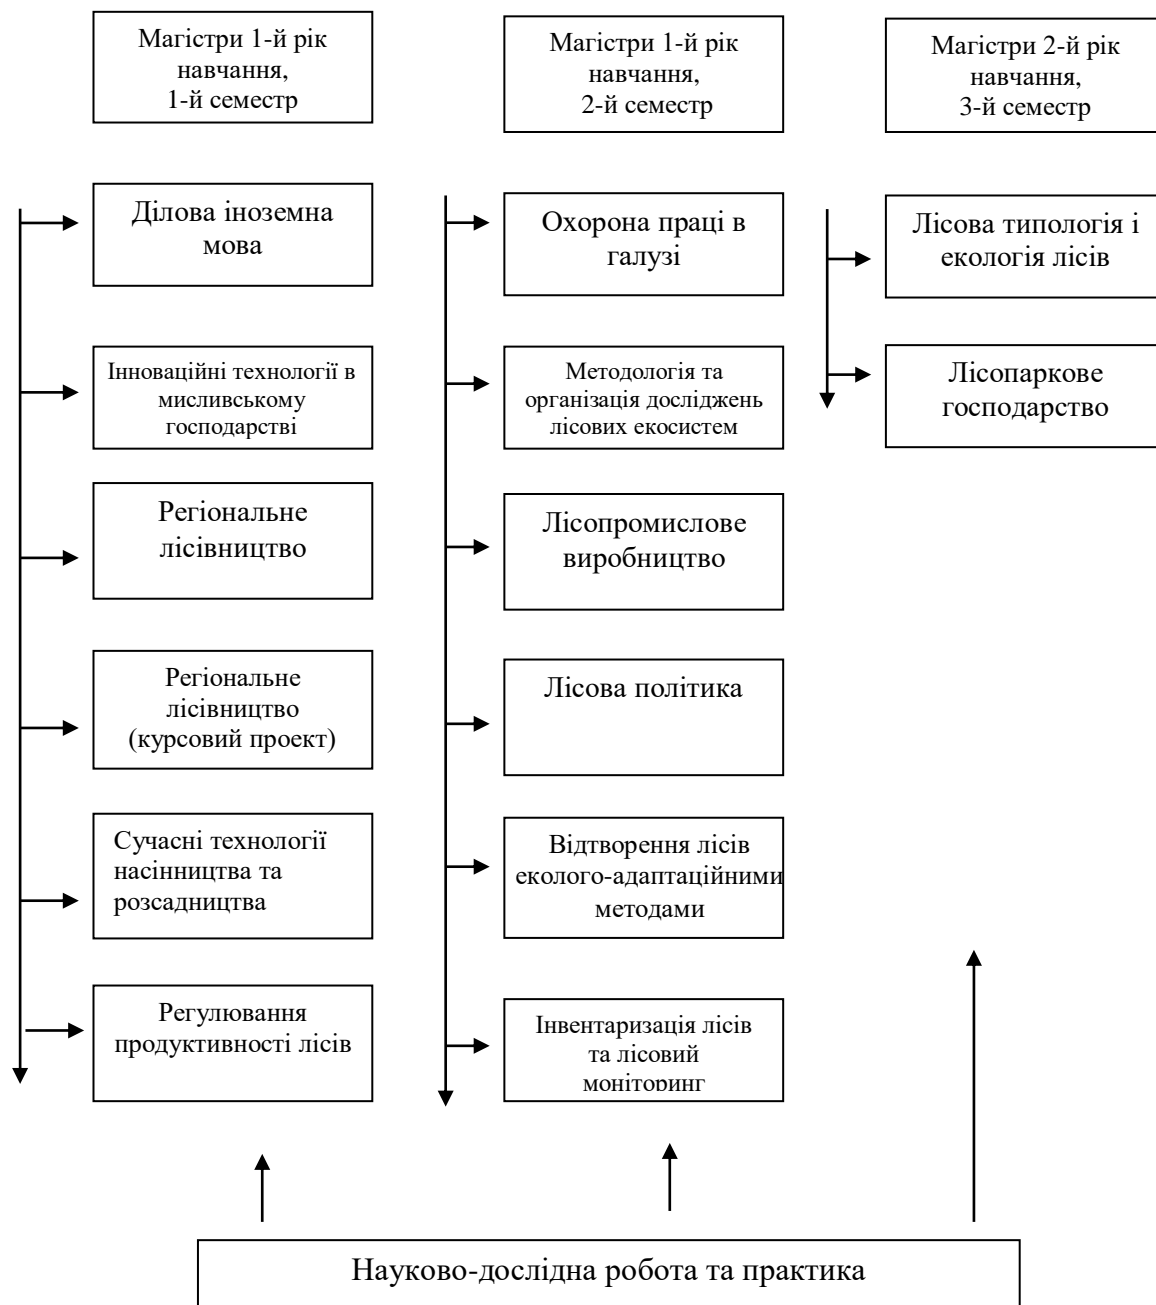 Магістри 1-й рік
навчання,
1-й семестр
Магістри 1-й рік
навчання,
2-й семестр
Магістри 2-й рік
навчання,
3-й семестр
Ділова іноземна
мова
Інноваційні технології в
мисливському
господарстві
Регіональне
лісівництво
Регіональне
лісівництво
(курсовий проект)
Сучасні технології
насінництва та
розсадництва
Регулювання
продуктивності лісів
Охорона праці в
галузі
Методологія та
організація досліджень
лісових екосистем
Лісопромислове
виробництво
Лісова політика
Відтворення лісів
еколого-адаптаційними
методами
Інвентаризація лісів
та лісовий
моніторинг
Лісова типологія і
екологія лісів
Лісопаркове
господарство
Науково-дослідна робота та практика